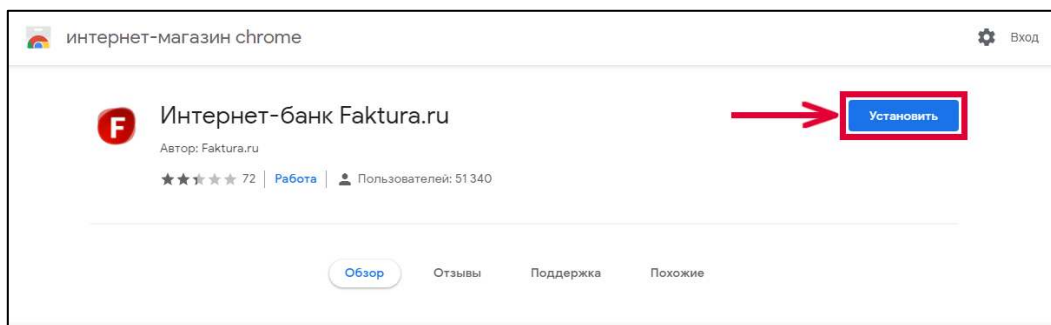 интернет-магазин chrome
Вход
F
Интернет-банк Faktura.ru
Установить
Автор: Faktura.ru
72 Работа Пользователей: 51 340
Обзор Отзывы Поддержка Похожие